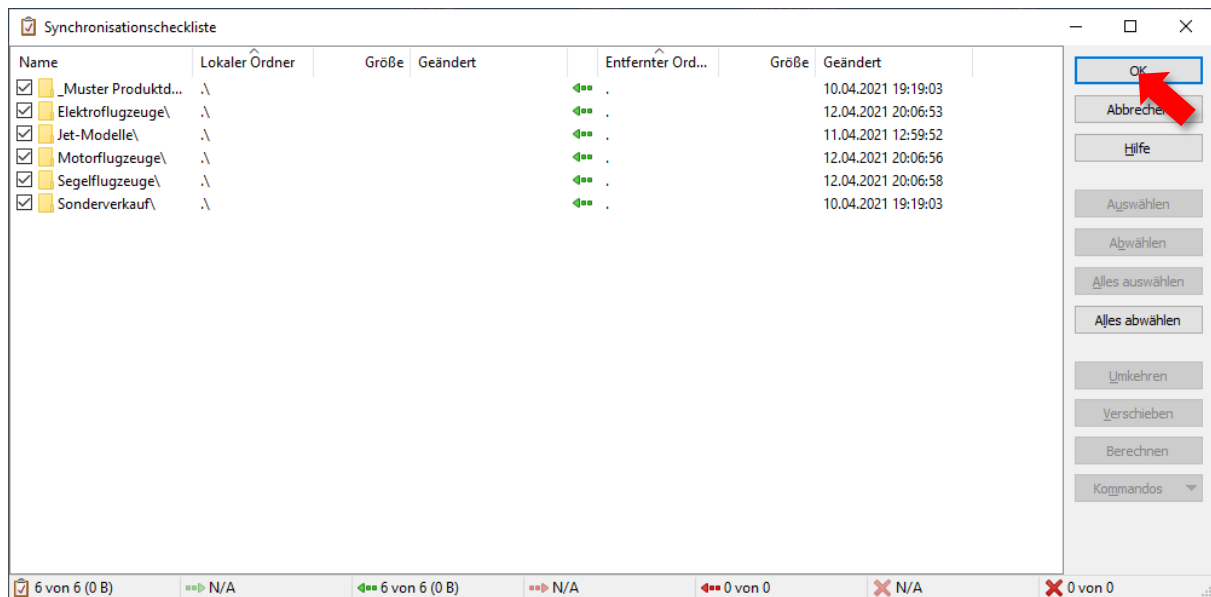 Synchronisationscheckliste
Name Lokaler Ordner Größe Geändert Entfernter Ord... Größe Geändert
_Muster Produktd... .\ . 10.04.2021 19:19:03
Elektroflugzeuge\ .\ . 12.04.2021 20:06:53
Jet-Modelle\ .\ . 11.04.2021 12:59:52
Motorflugzeuge\ .\ . 12.04.2021 20:06:56
Segelflugzeuge\ .\ . 12.04.2021 20:06:58
Sonderverkauf\ .\ . 10.04.2021 19:19:03
OK
Abbrechen
Hilfe
Auswählen
Abwählen
Alles auswählen
Alles abwählen
Umkehren
Verschieben
Berechnen
Kommandos
6 von 6 (0 B) N/A 6 von 6 (0 B) N/A 0 von 0 N/A 0 von 0